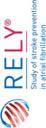 RELY®
Study of stroke prevention
in atrial fibrillation